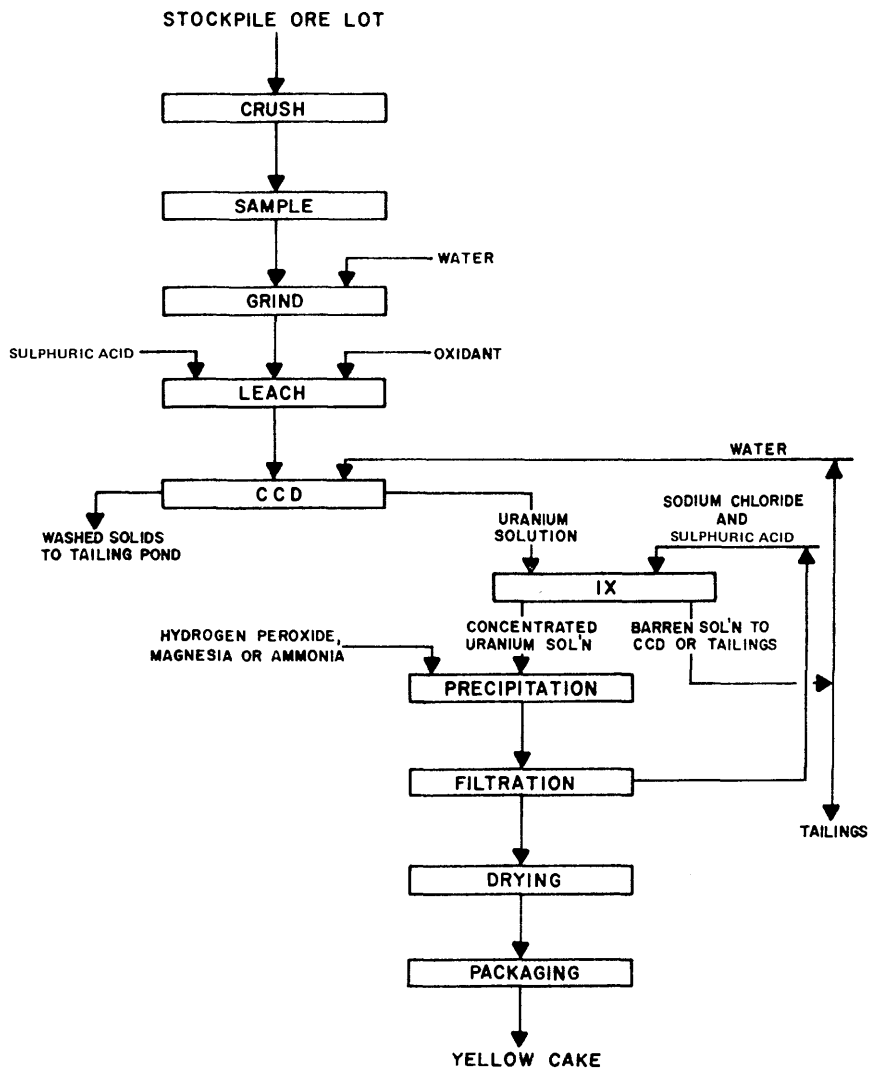 STOCKPILE ORE LOT
CRUSH
SAMPLE
WATER
GRIND
SULPHURIC ACID
OXIDANT
LEACH
WATER
CCD
WASHED SOLIDS
TO TAILING POND
URANIUM
SOLUTION
SODIUM CHLORIDE
AND
SULPHURIC ACID
IX
HYDROGEN PEROXIDE,
MAGNESIA OR AMMONIA
CONCENTRATED
URANIUM SOL'N
BARREN SOL'N TO
CCD OR TAILINGS
PRECIPITATION
FILTRATION
TAILINGS
DRYING
PACKAGING
YELLOW CAKE